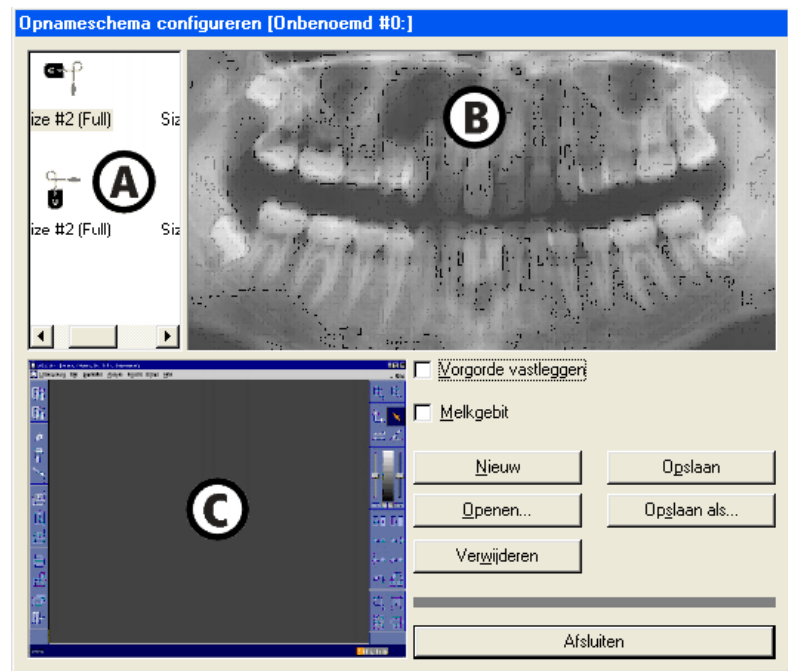 Opnameschema configureren [Onbenoemd #0:]
ize #2 (Full) Siz
A
ize #2 (Full) Siz
B
C
Vorgorde vastleggen
Melkgebit
Nieuw Opslaan
Openen... Opslaan als...
Verwijderen
Afsluiten